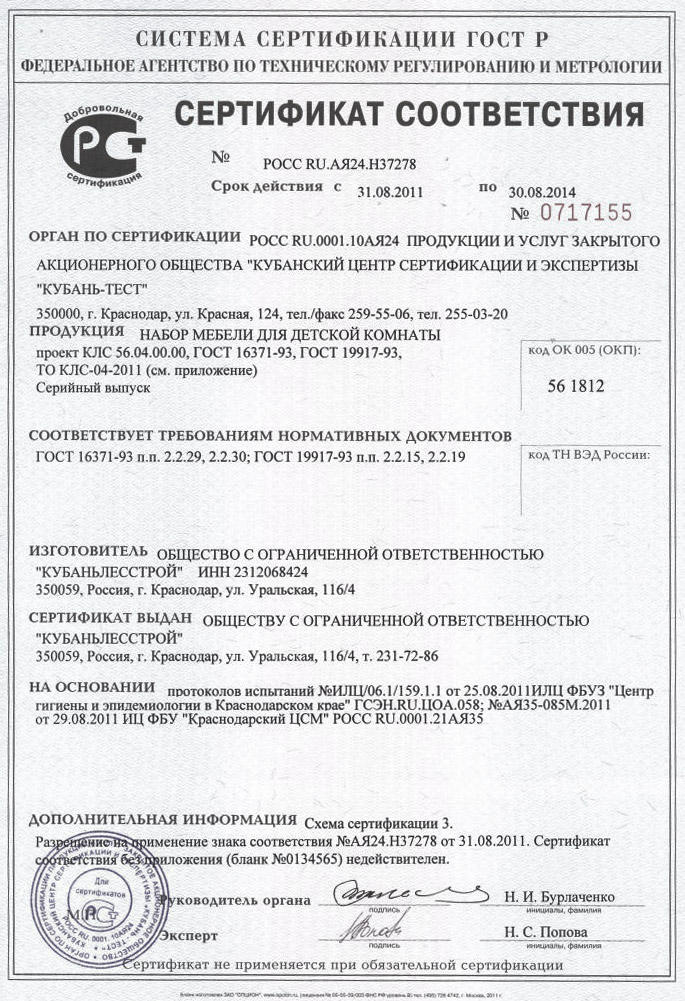 СИСТЕМА СЕРТИФИКАЦИИ ГОСТ Р
ФЕДЕРАЛЬНОЕ АГЕНТСТВО ПО ТЕХНИЧЕСКОМУ РЕГУЛИРОВАНИЮ И МЕТРОЛОГИИ
Добровольная
сертификация
СЕРТИФИКАТ СООТВЕТСТВИЯ
№ РОСС RU.АЯ24.Н37278
Срок действия с 31.08.2011 по 30.08.2014
№ 0717155
ОРГАН ПО СЕРТИФИКАЦИИ РОСС RU.0001.10АЯ24 ПРОДУКЦИИ И УСЛУГ ЗАКРЫТОГО
АКЦИОНЕРНОГО ОБЩЕСТВА "КУБАНСКИЙ ЦЕНТР СЕРТИФИКАЦИИ И ЭКСПЕРТИЗЫ
"КУБАНЬ-ТЕСТ"
350000, г. Краснодар, ул. Красная, 124, тел./факс 259-55-06, тел. 255-03-20
ПРОДУКЦИЯ НАБОР МЕБЕЛИ ДЛЯ ДЕТСКОЙ КОМНАТЫ
проект КЛС 56.04.00.00, ГОСТ 16371-93, ГОСТ 19917-93,
ТО КЛС-04-2011 (см. приложение)
Серийный выпуск
код ОК 005 (ОКП):
56 1812
СООТВЕТСТВУЕТ ТРЕБОВАНИЯМ НОРМАТИВНЫХ ДОКУМЕНТОВ
ГОСТ 16371-93 п.п. 2.2.29, 2.2.30; ГОСТ 19917-93 п.п. 2.2.15, 2.2.19
код ТН ВЭД России:
ИЗГОТОВИТЕЛЬ ОБЩЕСТВО С ОГРАНИЧЕННОЙ ОТВЕТСТВЕННОСТЬЮ
"КУБАНЬЛЕССТРОЙ" ИНН 2312068424
350059, Россия, г. Краснодар, ул. Уральская, 116/4
СЕРТИФИКАТ ВЫДАН ОБЩЕСТВУ С ОГРАНИЧЕННОЙ ОТВЕТСТВЕННОСТЬЮ
"КУБАНЬЛЕССТРОЙ"
350059, Россия, г. Краснодар, ул. Уральская, 116/4, т. 231-72-86
НА ОСНОВАНИИ протоколов испытаний №ИЛЦ/06.1/159.1.1 от 25.08.2011ИЛЦ ФБУЗ "Центр
гигиены и эпидемиологии в Краснодарском крае" ГСЭН.RU.ЦОА.058; №АЯ35-085М.2011
от 29.08.2011 ИЦ ФБУ "Краснодарский ЦСМ" РОСС RU.0001.21АЯ35
ДОПОЛНИТЕЛЬНАЯ ИНФОРМАЦИЯ Схема сертификации 3.
Разрешение на применение знака соответствия №АЯ24.Н37278 от 31.08.2011. Сертификат
соответствия без приложения (бланк №0134565) недействителен.
Для
сертификатов
М.П.
РОСС RU. 0001. 10АЯ24
Руководитель органа
подпись
Н. И. Бурлаченко
инициалы, фамилия
Эксперт
подпись
Н. С. Попова
инициалы, фамилия
Сертификат не применяется при обязательной сертификации